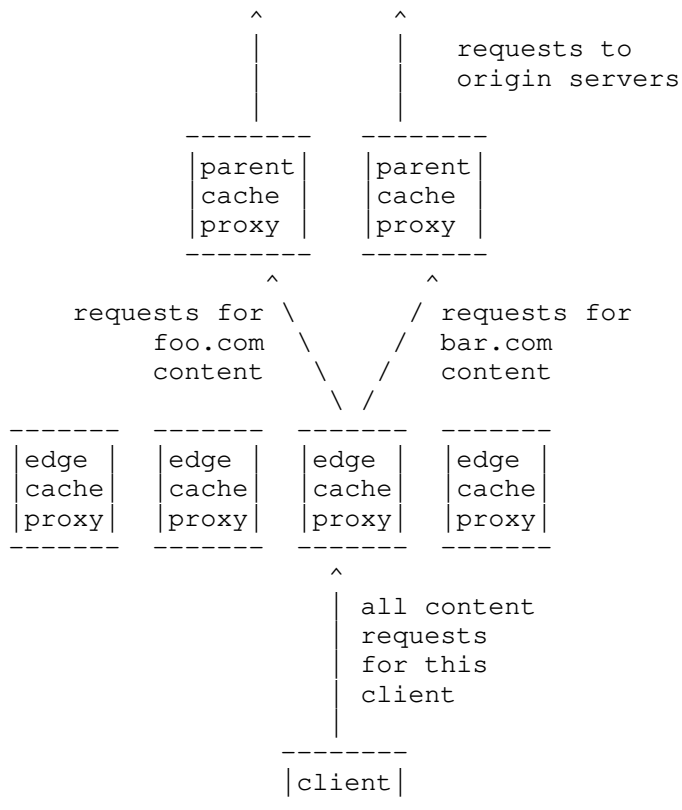 requests to
origin servers
parent parent
cache cache
proxy proxy
requests for requests for
foo.com bar.com
content content
edge edge edge edge
cache cache cache cache
proxy proxy proxy proxy
all content
requests
for this
client
client